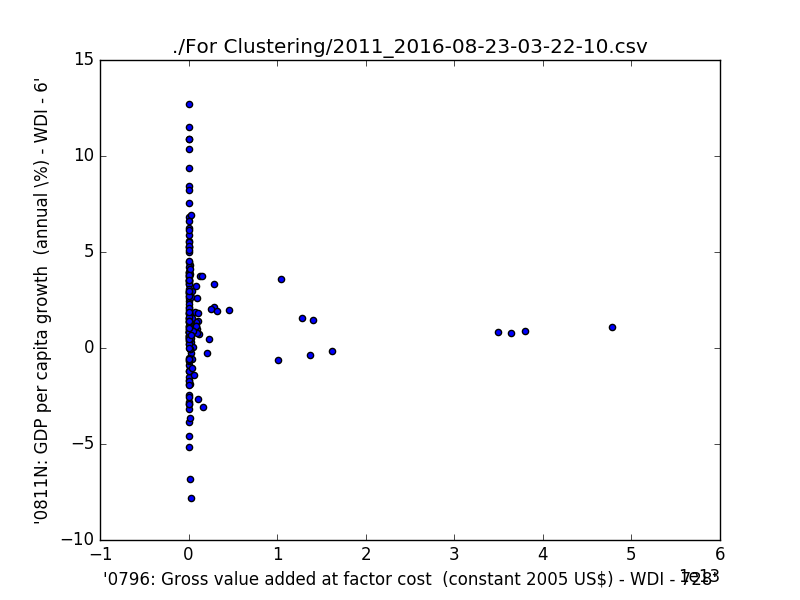 ./For Clustering/2011_2016-08-23-03-22-10.csv
15
10
5
0
−5
−10
'0811N: GDP per capita growth  (annual \%) - WDI - 6'
−1 0 1 2 3 4 5 6
1e13
'0796: Gross value added at factor cost  (constant 2005 US$) - WDI - 728'